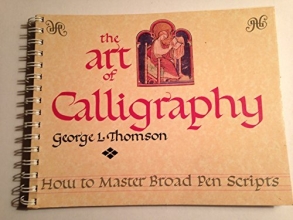 the
art
of
Calligraphy
George L. Thomson
How to Master Broad Pen Scripts